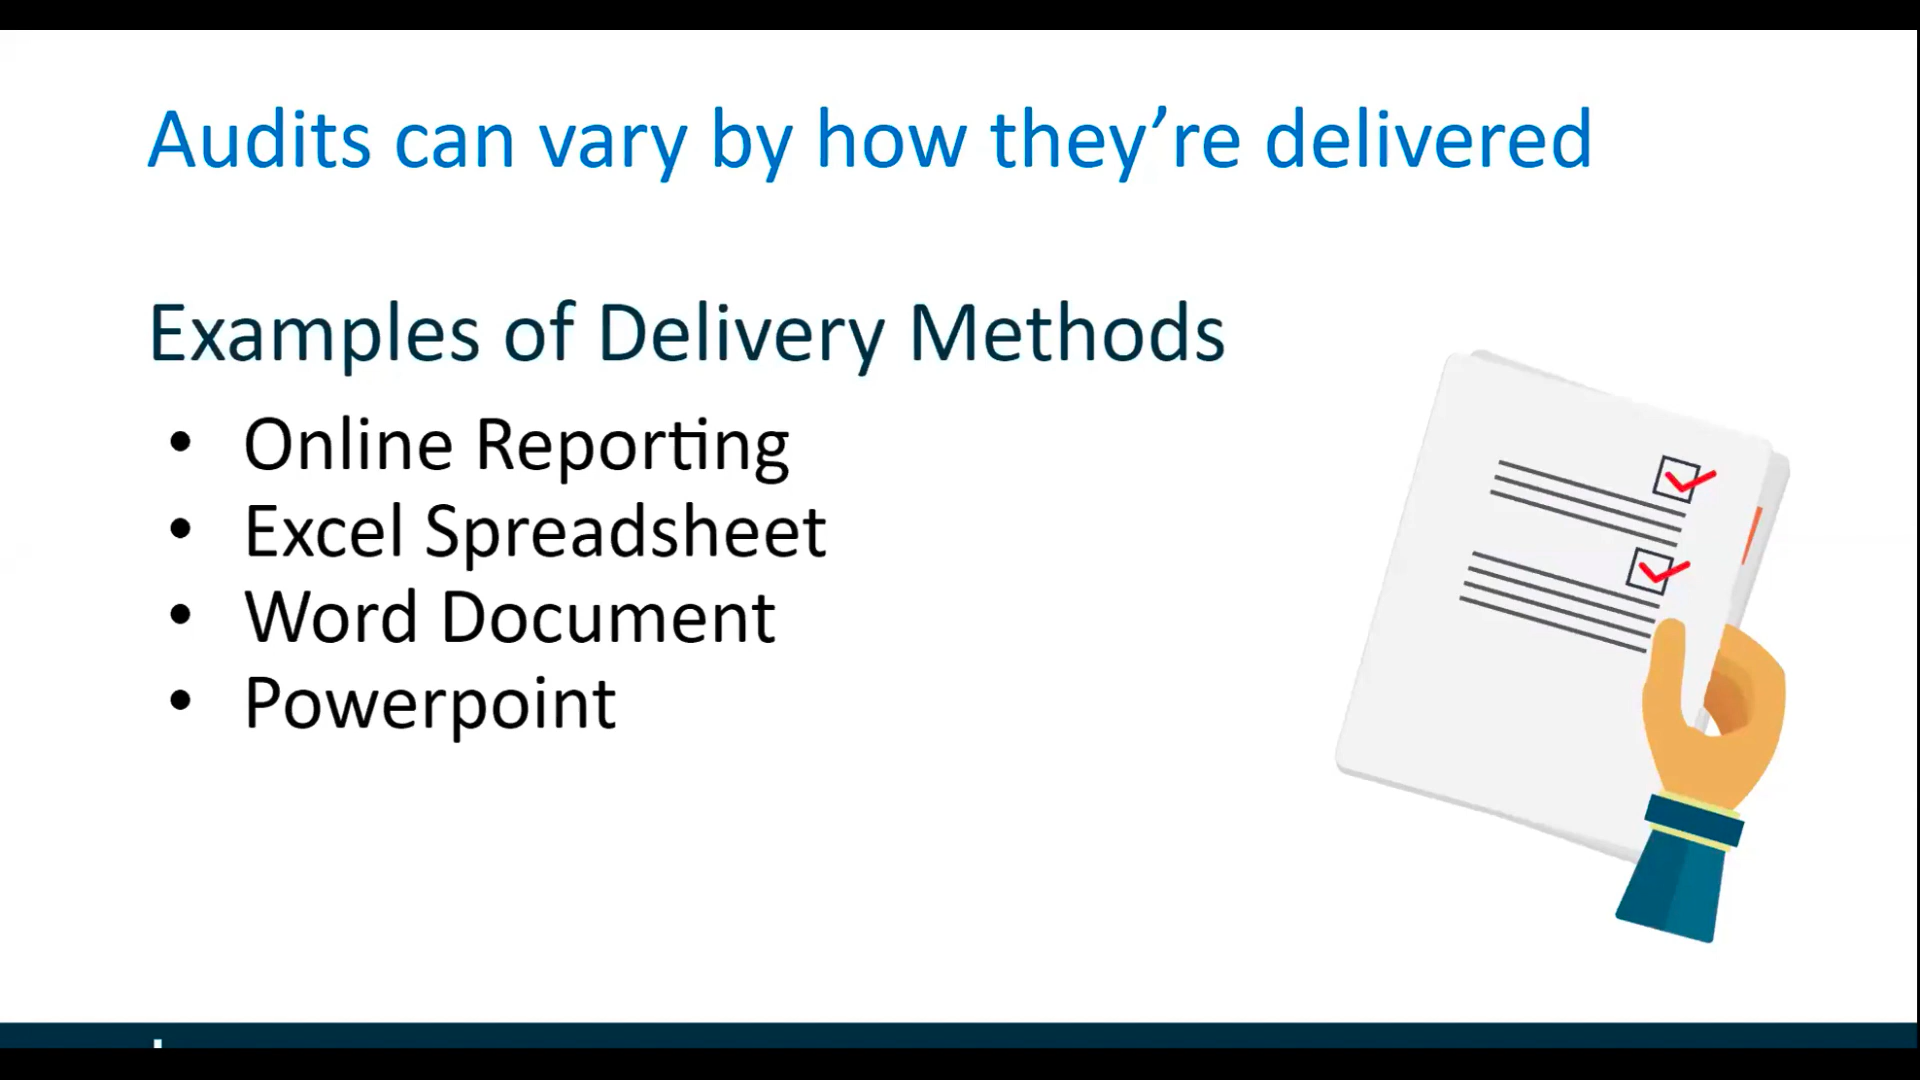 Audits can vary by how they’re delivered
Examples of Delivery Methods
• Online Reporting
• Excel Spreadsheet
• Word Document
• Powerpoint